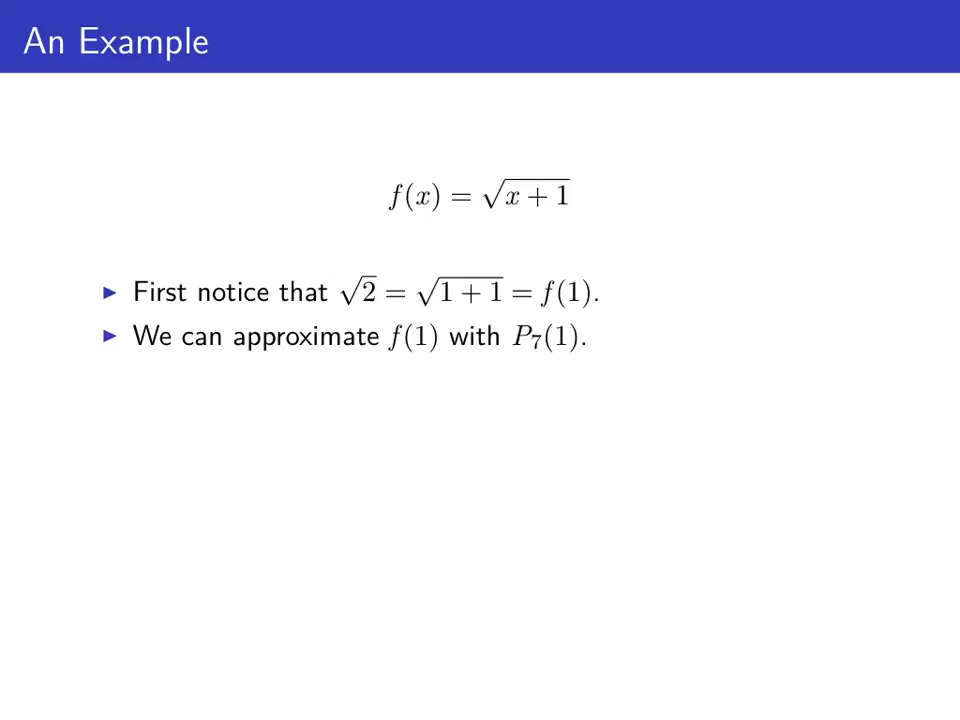 An Example
f(x) = √(x + 1)
▶ First notice that √2 = √(1 + 1) = f(1).
▶ We can approximate f(1) with P₇(1).